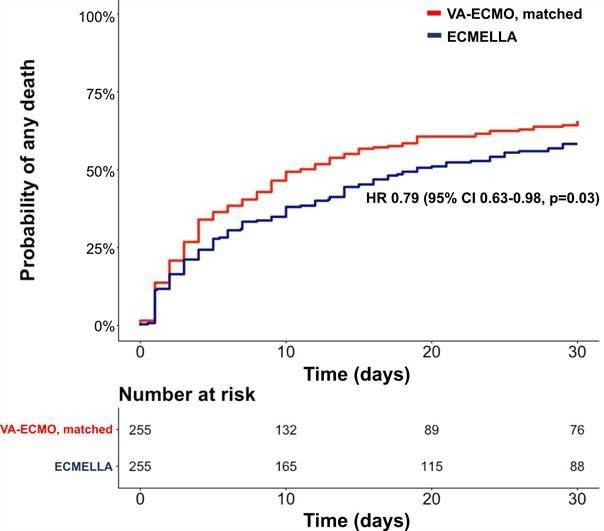 100%
VA-ECMO, matched
ECMELLA
75%
50%
HR 0.79 (95% CI 0.63-0.98, p=0.03)
25%
0%
Probability of any death
0 10 20 30
Time (days)
Number at risk
VA-ECMO, matched 255 132 89 76
ECMELLA 255 165 115 88
0 10 20 30
Time (days)